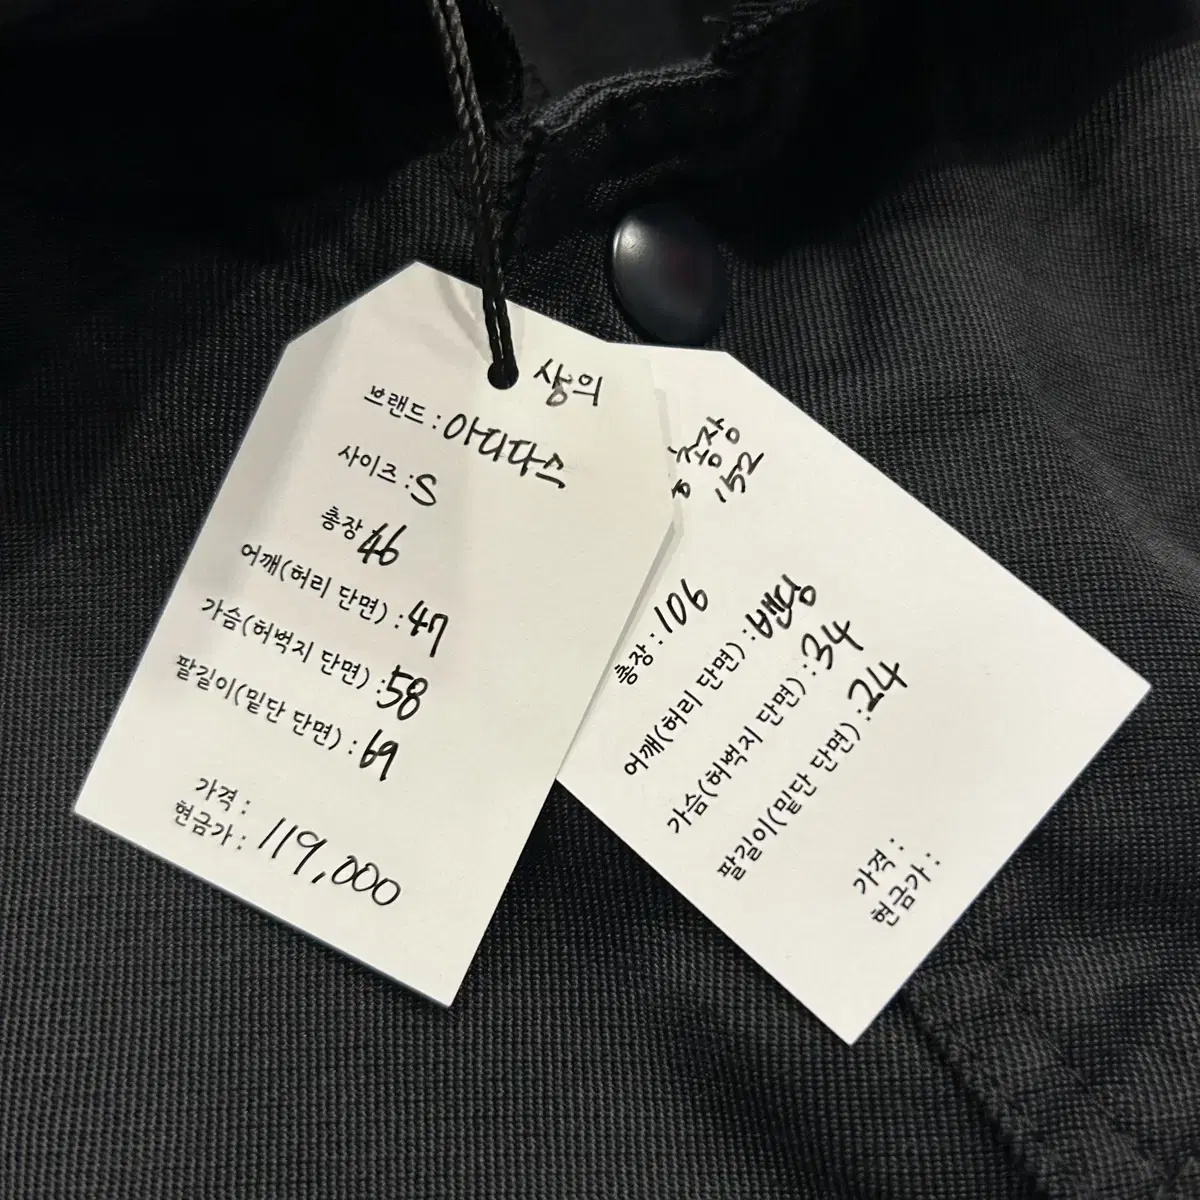 상의
브랜드 : 아디다스
사이즈 : S
총장 46
어깨(허리 단면) : 47
가슴(허벅지 단면) : 58
팔길이(밑단 단면) : 69
가격 :
현금가 : 119,000
총장
152
총장 : 106
어깨(허리 단면) : 밴딩
가슴(허벅지 단면) : 34
팔길이(밑단 단면) : 24
가격 :
현금가 :